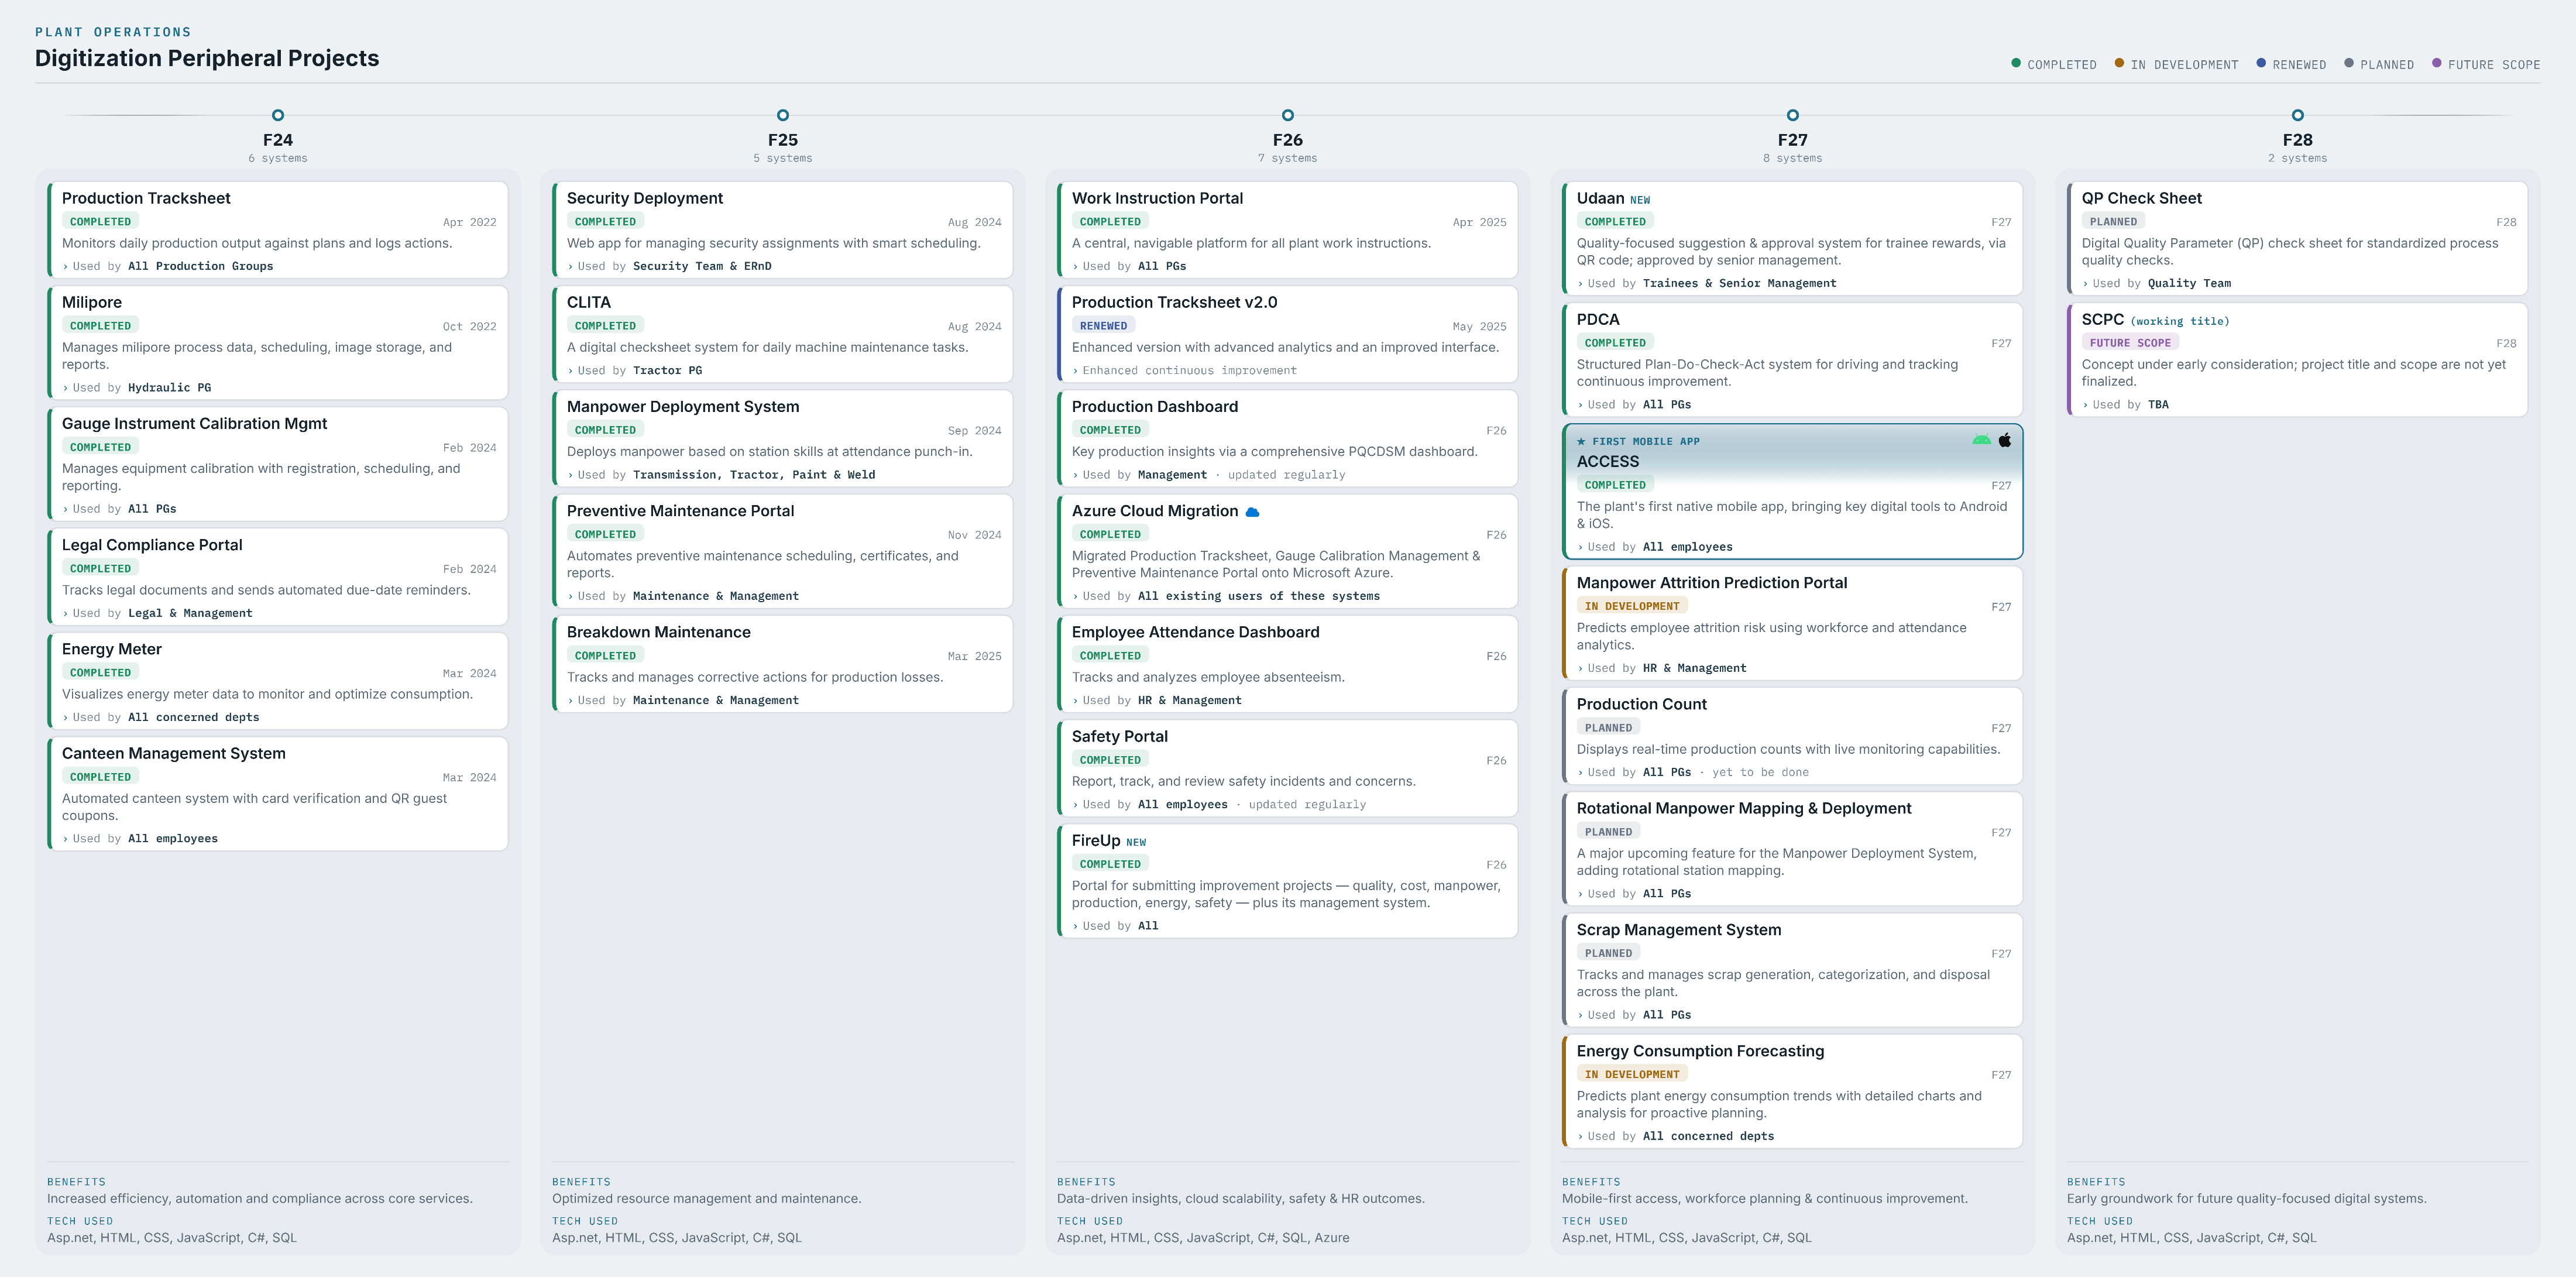 PLANT OPERATIONS
Digitization Peripheral Projects
COMPLETED
IN DEVELOPMENT
RENEWED
PLANNED
FUTURE SCOPE
F24
6 systems
Production Tracksheet
COMPLETED
Apr 2022
Monitors daily production output against plans and logs actions.
› Used by All Production Groups
Milipore
COMPLETED
Oct 2022
Manages milipore process data, scheduling, image storage, and
reports.
› Used by Hydraulic PG
Gauge Instrument Calibration Mgmt
COMPLETED
Feb 2024
Manages equipment calibration with registration, scheduling, and
reporting.
› Used by All PGs
Legal Compliance Portal
COMPLETED
Feb 2024
Tracks legal documents and sends automated due-date reminders.
› Used by Legal & Management
Energy Meter
COMPLETED
Mar 2024
Visualizes energy meter data to monitor and optimize consumption.
› Used by All concerned depts
Canteen Management System
COMPLETED
Mar 2024
Automated canteen system with card verification and QR guest
coupons.
› Used by All employees
BENEFITS
Increased efficiency, automation and compliance across core services.
TECH USED
Asp.net, HTML, CSS, JavaScript, C#, SQL
F25
5 systems
Security Deployment
COMPLETED
Aug 2024
Web app for managing security assignments with smart scheduling.
› Used by Security Team & ERnD
CLITA
COMPLETED
Aug 2024
A digital checksheet system for daily machine maintenance tasks.
› Used by Tractor PG
Manpower Deployment System
COMPLETED
Sep 2024
Deploys manpower based on station skills at attendance punch-in.
› Used by Transmission, Tractor, Paint & Weld
Preventive Maintenance Portal
COMPLETED
Nov 2024
Automates preventive maintenance scheduling, certificates, and
reports.
› Used by Maintenance & Management
Breakdown Maintenance
COMPLETED
Mar 2025
Tracks and manages corrective actions for production losses.
› Used by Maintenance & Management
BENEFITS
Optimized resource management and maintenance.
TECH USED
Asp.net, HTML, CSS, JavaScript, C#, SQL
F26
7 systems
Work Instruction Portal
COMPLETED
Apr 2025
A central, navigable platform for all plant work instructions.
› Used by All PGs
Production Tracksheet v2.0
RENEWED
May 2025
Enhanced version with advanced analytics and an improved interface.
› Enhanced continuous improvement
Production Dashboard
COMPLETED
F26
Key production insights via a comprehensive PQCDSM dashboard.
› Used by Management · updated regularly
Azure Cloud Migration
COMPLETED
F26
Migrated Production Tracksheet, Gauge Calibration Management &
Preventive Maintenance Portal onto Microsoft Azure.
› Used by All existing users of these systems
Employee Attendance Dashboard
COMPLETED
F26
Tracks and analyzes employee absenteeism.
› Used by HR & Management
Safety Portal
COMPLETED
F26
Report, track, and review safety incidents and concerns.
› Used by All employees · updated regularly
FireUp NEW
COMPLETED
F26
Portal for submitting improvement projects — quality, cost, manpower,
production, energy, safety — plus its management system.
› Used by All
BENEFITS
Data-driven insights, cloud scalability, safety & HR outcomes.
TECH USED
Asp.net, HTML, CSS, JavaScript, C#, SQL, Azure
F27
8 systems
Udaan NEW
COMPLETED
F27
Quality-focused suggestion & approval system for trainee rewards, via
QR code; approved by senior management.
› Used by Trainees & Senior Management
PDCA
COMPLETED
F27
Structured Plan-Do-Check-Act system for driving and tracking
continuous improvement.
› Used by All PGs
★ FIRST MOBILE APP
ACCESS
COMPLETED
F27
The plant's first native mobile app, bringing key digital tools to Android
& iOS.
› Used by All employees
Manpower Attrition Prediction Portal
IN DEVELOPMENT
F27
Predicts employee attrition risk using workforce and attendance
analytics.
› Used by HR & Management
Production Count
PLANNED
F27
Displays real-time production counts with live monitoring capabilities.
› Used by All PGs · yet to be done
Rotational Manpower Mapping & Deployment
PLANNED
F27
A major upcoming feature for the Manpower Deployment System,
adding rotational station mapping.
› Used by All PGs
Scrap Management System
PLANNED
F27
Tracks and manages scrap generation, categorization, and disposal
across the plant.
› Used by All PGs
Energy Consumption Forecasting
IN DEVELOPMENT
F27
Predicts plant energy consumption trends with detailed charts and
analysis for proactive planning.
› Used by All concerned depts
BENEFITS
Mobile-first access, workforce planning & continuous improvement.
TECH USED
Asp.net, HTML, CSS, JavaScript, C#, SQL
F28
2 systems
QP Check Sheet
PLANNED
F28
Digital Quality Parameter (QP) check sheet for standardized process
quality checks.
› Used by Quality Team
SCPC (working title)
FUTURE SCOPE
F28
Concept under early consideration; project title and scope are not yet
finalized.
› Used by TBA
BENEFITS
Early groundwork for future quality-focused digital systems.
TECH USED
Asp.net, HTML, CSS, JavaScript, C#, SQL